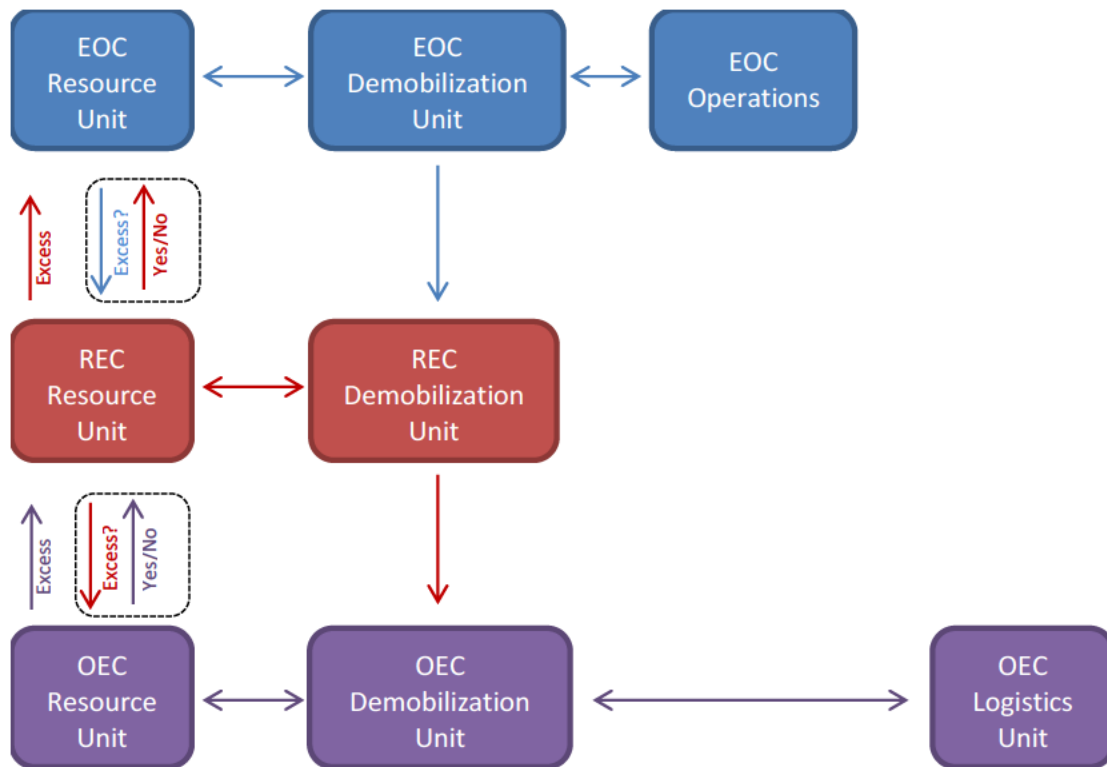 EOC
Resource
Unit
EOC
Demobilization
Unit
EOC
Operations
Excess
Excess?
Yes/No
REC
Resource
Unit
REC
Demobilization
Unit
Excess
Excess?
Yes/No
OEC
Resource
Unit
OEC
Demobilization
Unit
OEC
Logistics
Unit